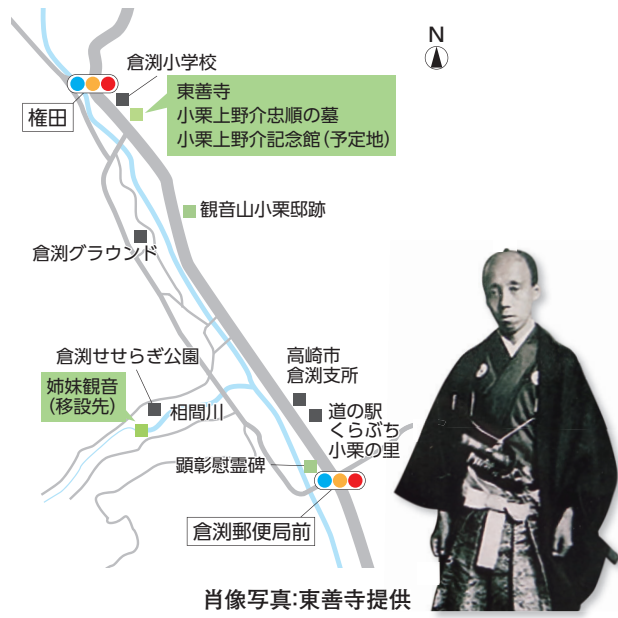 N
倉渕小学校
権田
東善寺
小栗上野介忠順の墓
小栗上野介記念館(予定地)
観音山小栗邸跡
倉渕グラウンド
倉渕せせらぎ公園
姉妹観音
(移設先)
相間川
高崎市
倉渕支所
道の駅
くらぶち
小栗の里
顕彰慰霊碑
倉渕郵便局前
肖像写真:東善寺提供